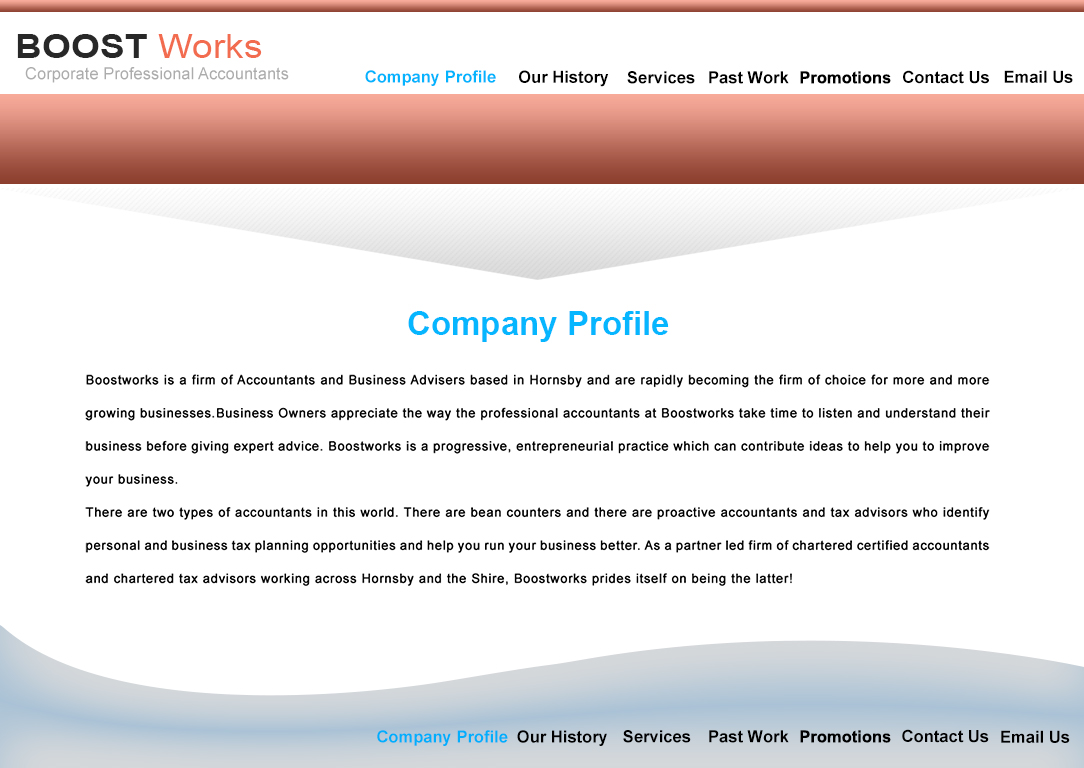 BOOST Works
Corporate Professional Accountants
Company Profile Our History Services Past Work Promotions Contact Us Email Us
Company Profile
Boostworks is a firm of Accountants and Business Advisers based in Hornsby and are rapidly becoming the firm of choice for more and more
growing businesses.Business Owners appreciate the way the professional accountants at Boostworks take time to listen and understand their
business before giving expert advice. Boostworks is a progressive, entrepreneurial practice which can contribute ideas to help you to improve
your business.
There are two types of accountants in this world. There are bean counters and there are proactive accountants and tax advisors who identify
personal and business tax planning opportunities and help you run your business better. As a partner led firm of chartered certified accountants
and chartered tax advisors working across Hornsby and the Shire, Boostworks prides itself on being the latter!
Company Profile Our History Services Past Work Promotions Contact Us Email Us